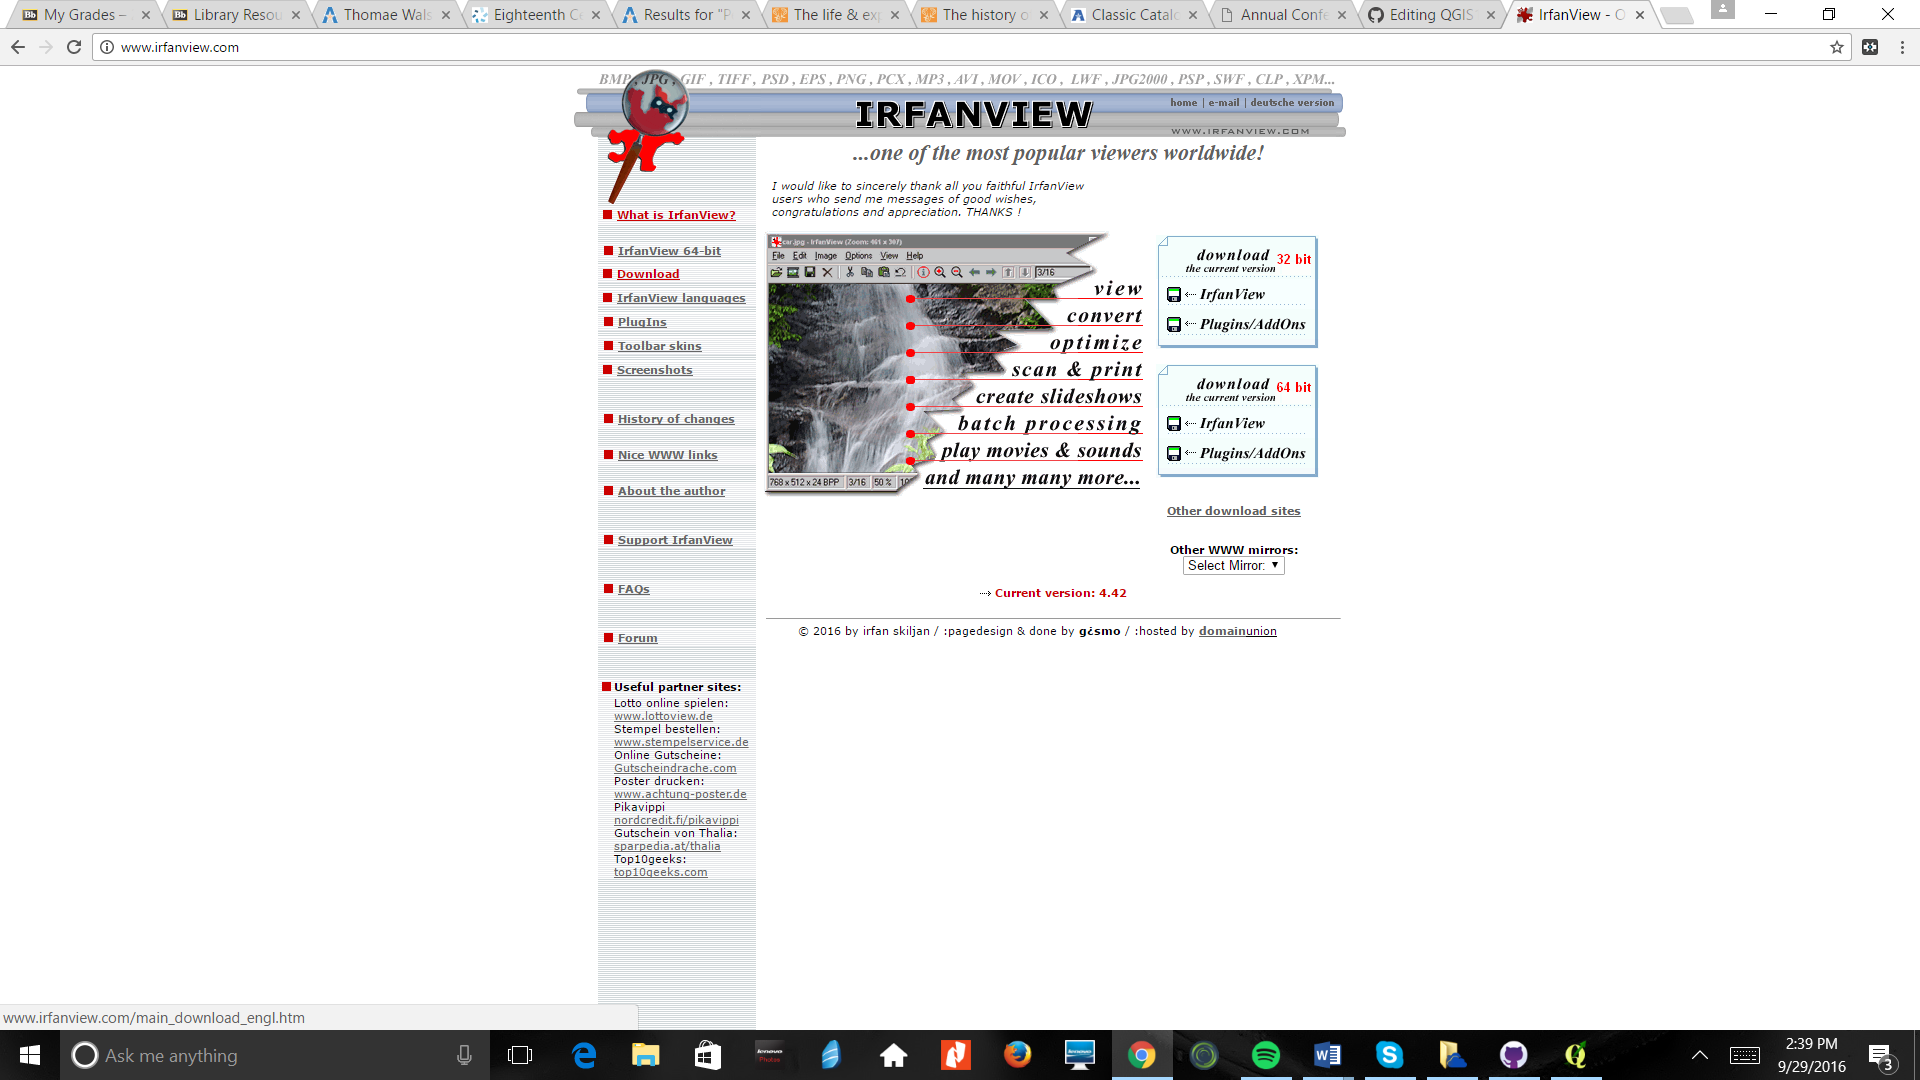 My Grades –
Library Resou
Thomae Wals
Eighteenth Ce
Results for "P
The life & exp
The history o
Classic Catalo
Annual Confe
Editing QGIS
IrfanView - O
www.irfanview.com
BMP , JPG , GIF , TIFF , PSD , EPS , PNG , PCX , MP3 , AVI , MOV , ICO , LWF , JPG2000 , PSP , SWF , CLP , XPM...
IRFANVIEW
home | e-mail | deutsche version
WWW.IRFANVIEW.COM
...one of the most popular viewers worldwide!
I would like to sincerely thank all you faithful IrfanView
users who send me messages of good wishes,
congratulations and appreciation. THANKS !
What is IrfanView?
IrfanView 64-bit
Download
IrfanView languages
PlugIns
Toolbar skins
Screenshots
History of changes
Nice WWW links
About the author
Support IrfanView
FAQs
Forum
Useful partner sites:
Lotto online spielen:
www.lottoview.de
Stempel bestellen:
www.stempelservice.de
Online Gutscheine:
Gutscheindrache.com
Poster drucken:
www.achtung-poster.de
Pikavippi
nordcredit.fi/pikavippi
Gutschein von Thalia:
sparpedia.at/thalia
Top10geeks:
top10geeks.com
car.jpg - IrfanView (Zoom: 461 x 307)
File Edit Image Options View Help
3/16
view
convert
optimize
scan & print
create slideshows
batch processing
play movies & sounds
and many many more...
768 x 512 x 24 BPP 3/16 50 % 10
download 32 bit
the current version
IrfanView
Plugins/AddOns
download 64 bit
the current version
IrfanView
Plugins/AddOns
Other download sites
Other WWW mirrors:
Select Mirror:
Current version: 4.42
© 2016 by irfan skiljan / :pagedesign & done by g¿smo / :hosted by domainunion
www.irfanview.com/main_download_engl.htm
Ask me anything
2:39 PM
9/29/2016
3